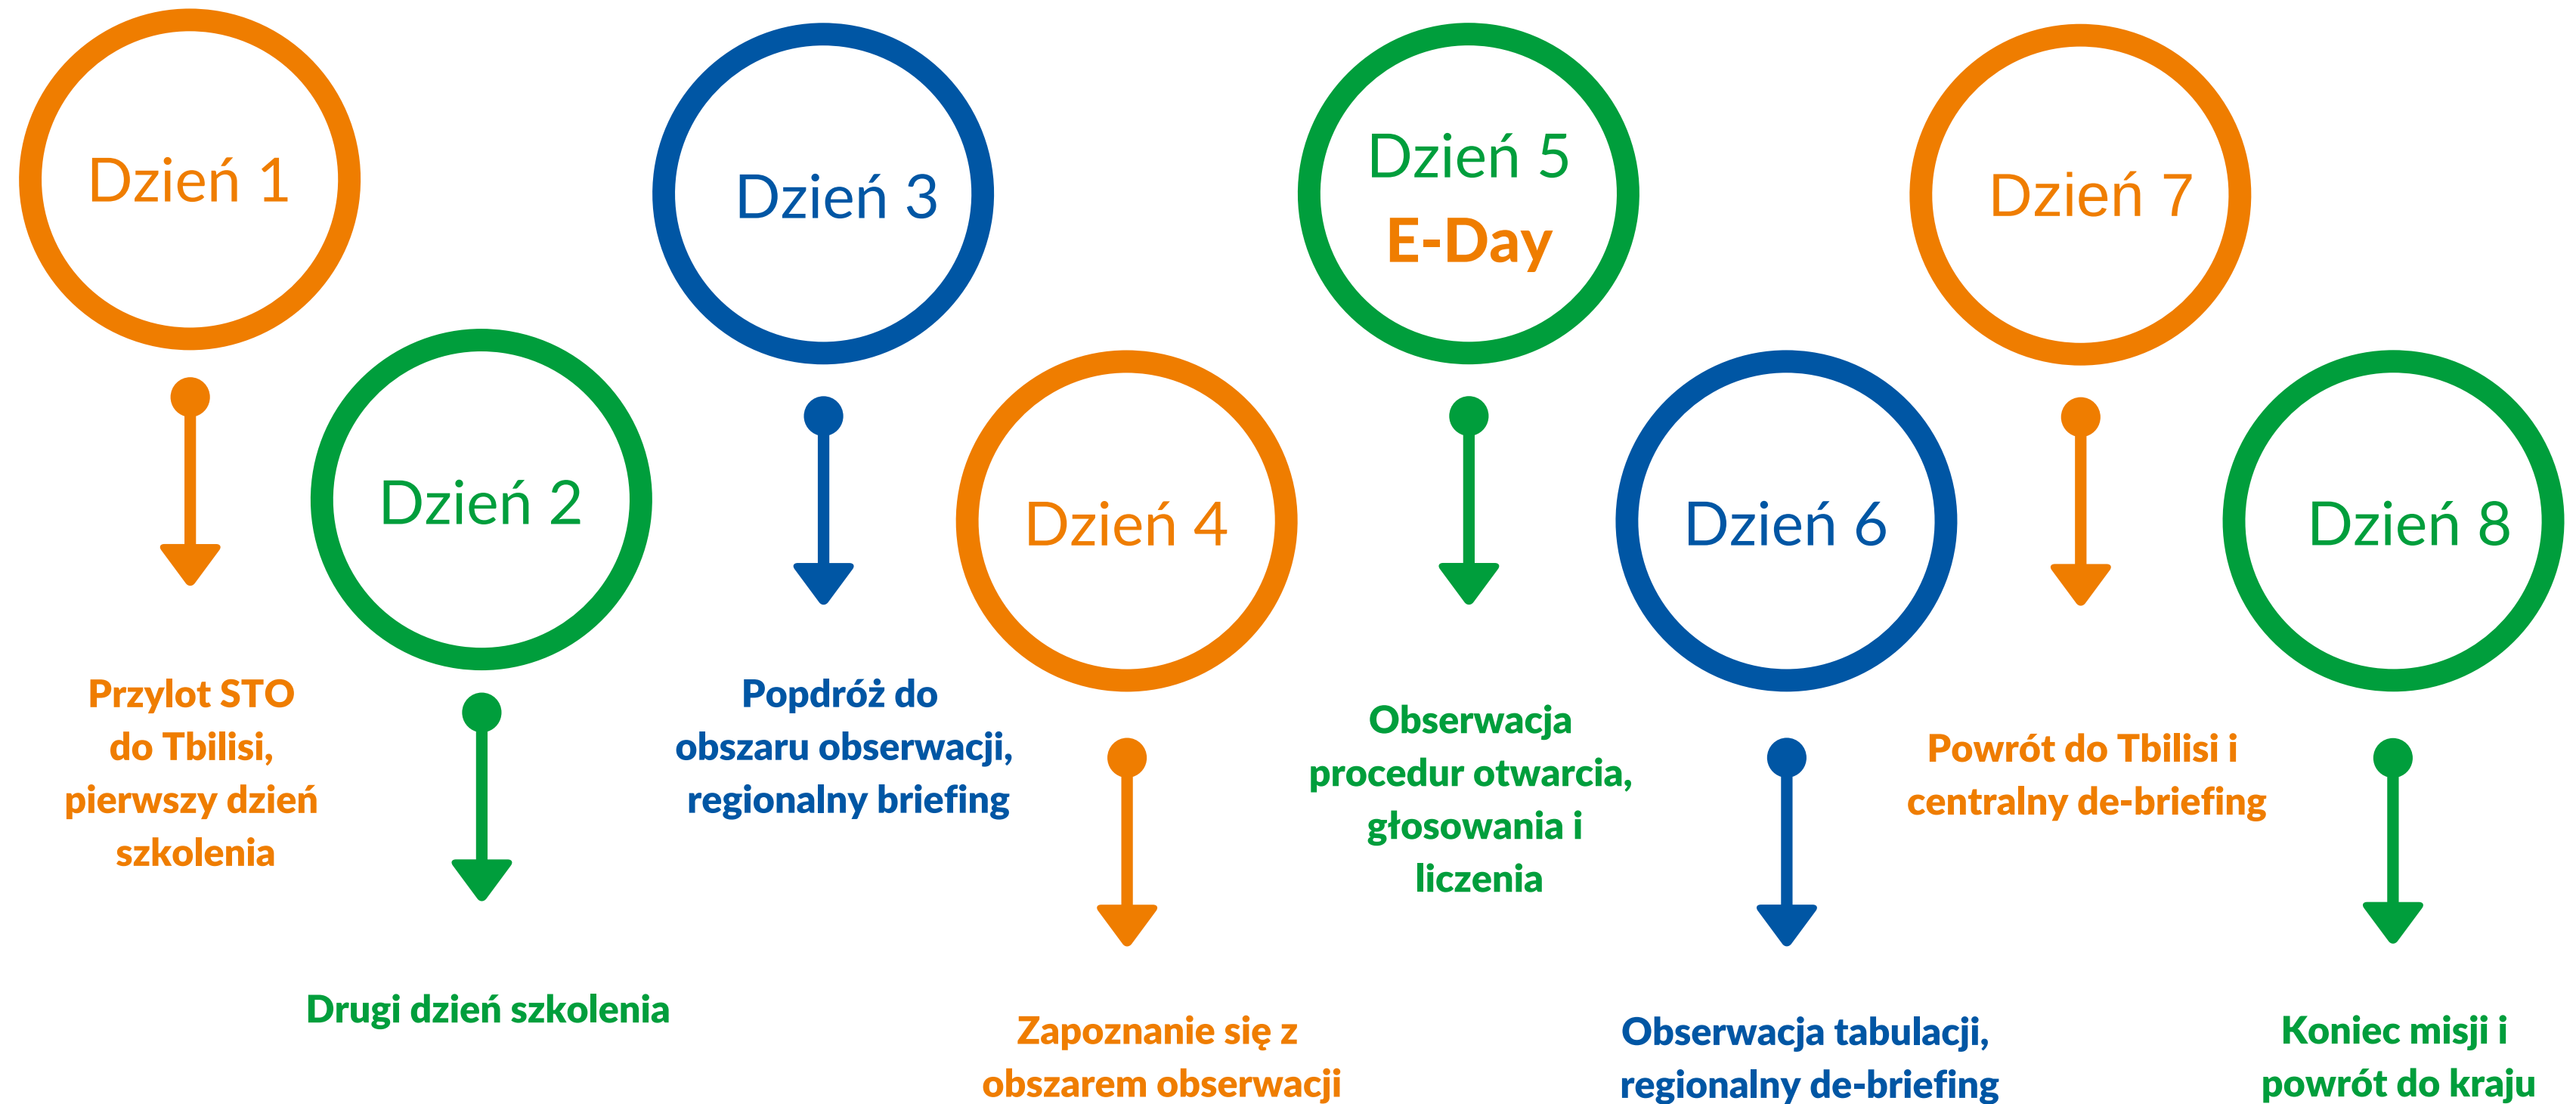 Dzień 1
Przylot STO
do Tbilisi,
pierwszy dzień
szkolenia
Dzień 2
Drugi dzień szkolenia
Dzień 3
Popdróż do
obszaru obserwacji,
regionalny briefing
Dzień 4
Zapoznanie się z
obszarem obserwacji
Dzień 5
E-Day
Obserwacja
procedur otwarcia,
głosowania i
liczenia
Dzień 6
Obserwacja tabulacji,
regionalny de-briefing
Dzień 7
Powrót do Tbilisi i
centralny de-briefing
Dzień 8
Koniec misji i
powrót do kraju